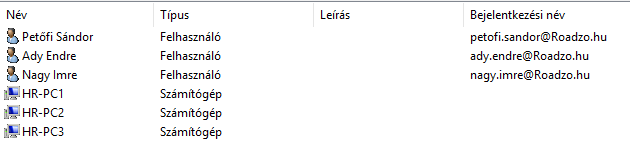 Név Típus Leírás Bejelentkezési név
Petőfi Sándor Felhasználó petofi.sandor@Roadzo.hu
Ady Endre Felhasználó ady.endre@Roadzo.hu
Nagy Imre Felhasználó nagy.imre@Roadzo.hu
HR-PC1 Számítógép
HR-PC2 Számítógép
HR-PC3 Számítógép